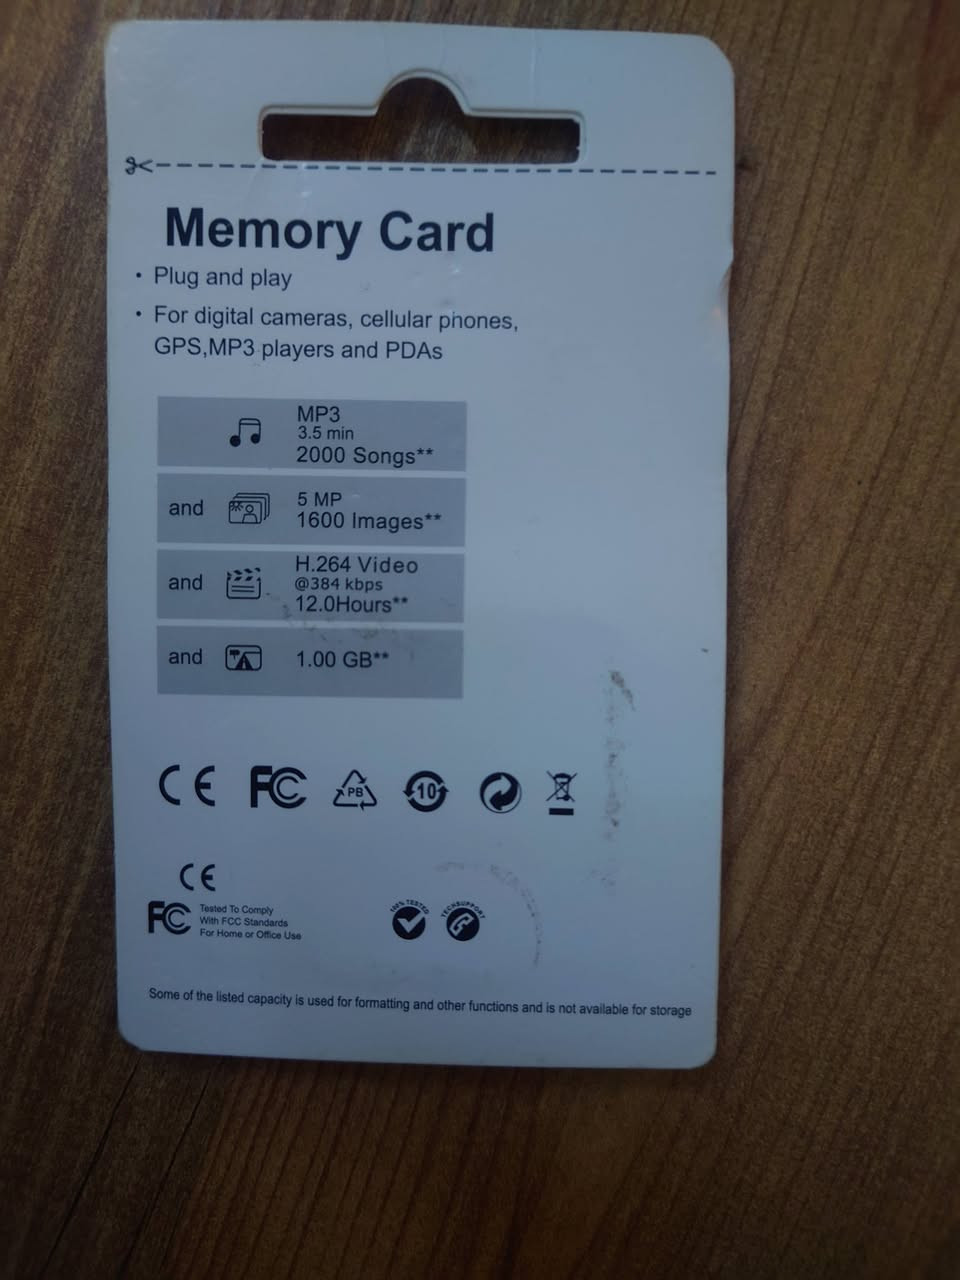 Memory Card
• Plug and play
• For digital cameras, cellular phones,
GPS,MP3 players and PDAs
MP3
3.5 min
2000 Songs**
and
5 MP
1600 Images**
and
H.264 Video
@384 kbps
12.0Hours**
and
1.00 GB**
CE FC PB 10
CE
FC
Tested To Comply
With FCC Standards
For Home or Office Use
100% TESTED
TECHSUPPORT
Some of the listed capacity is used for formatting and other functions and is not available for storage